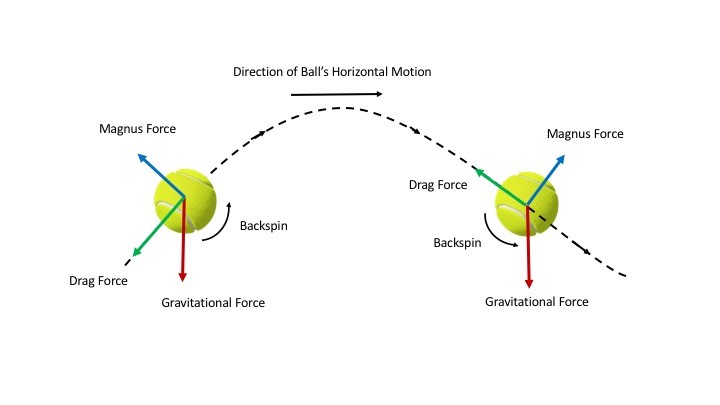 Direction of Ball's Horizontal Motion
Magnus Force
Magnus Force
Drag Force
Backspin
Backspin
Drag Force
Gravitational Force
Gravitational Force